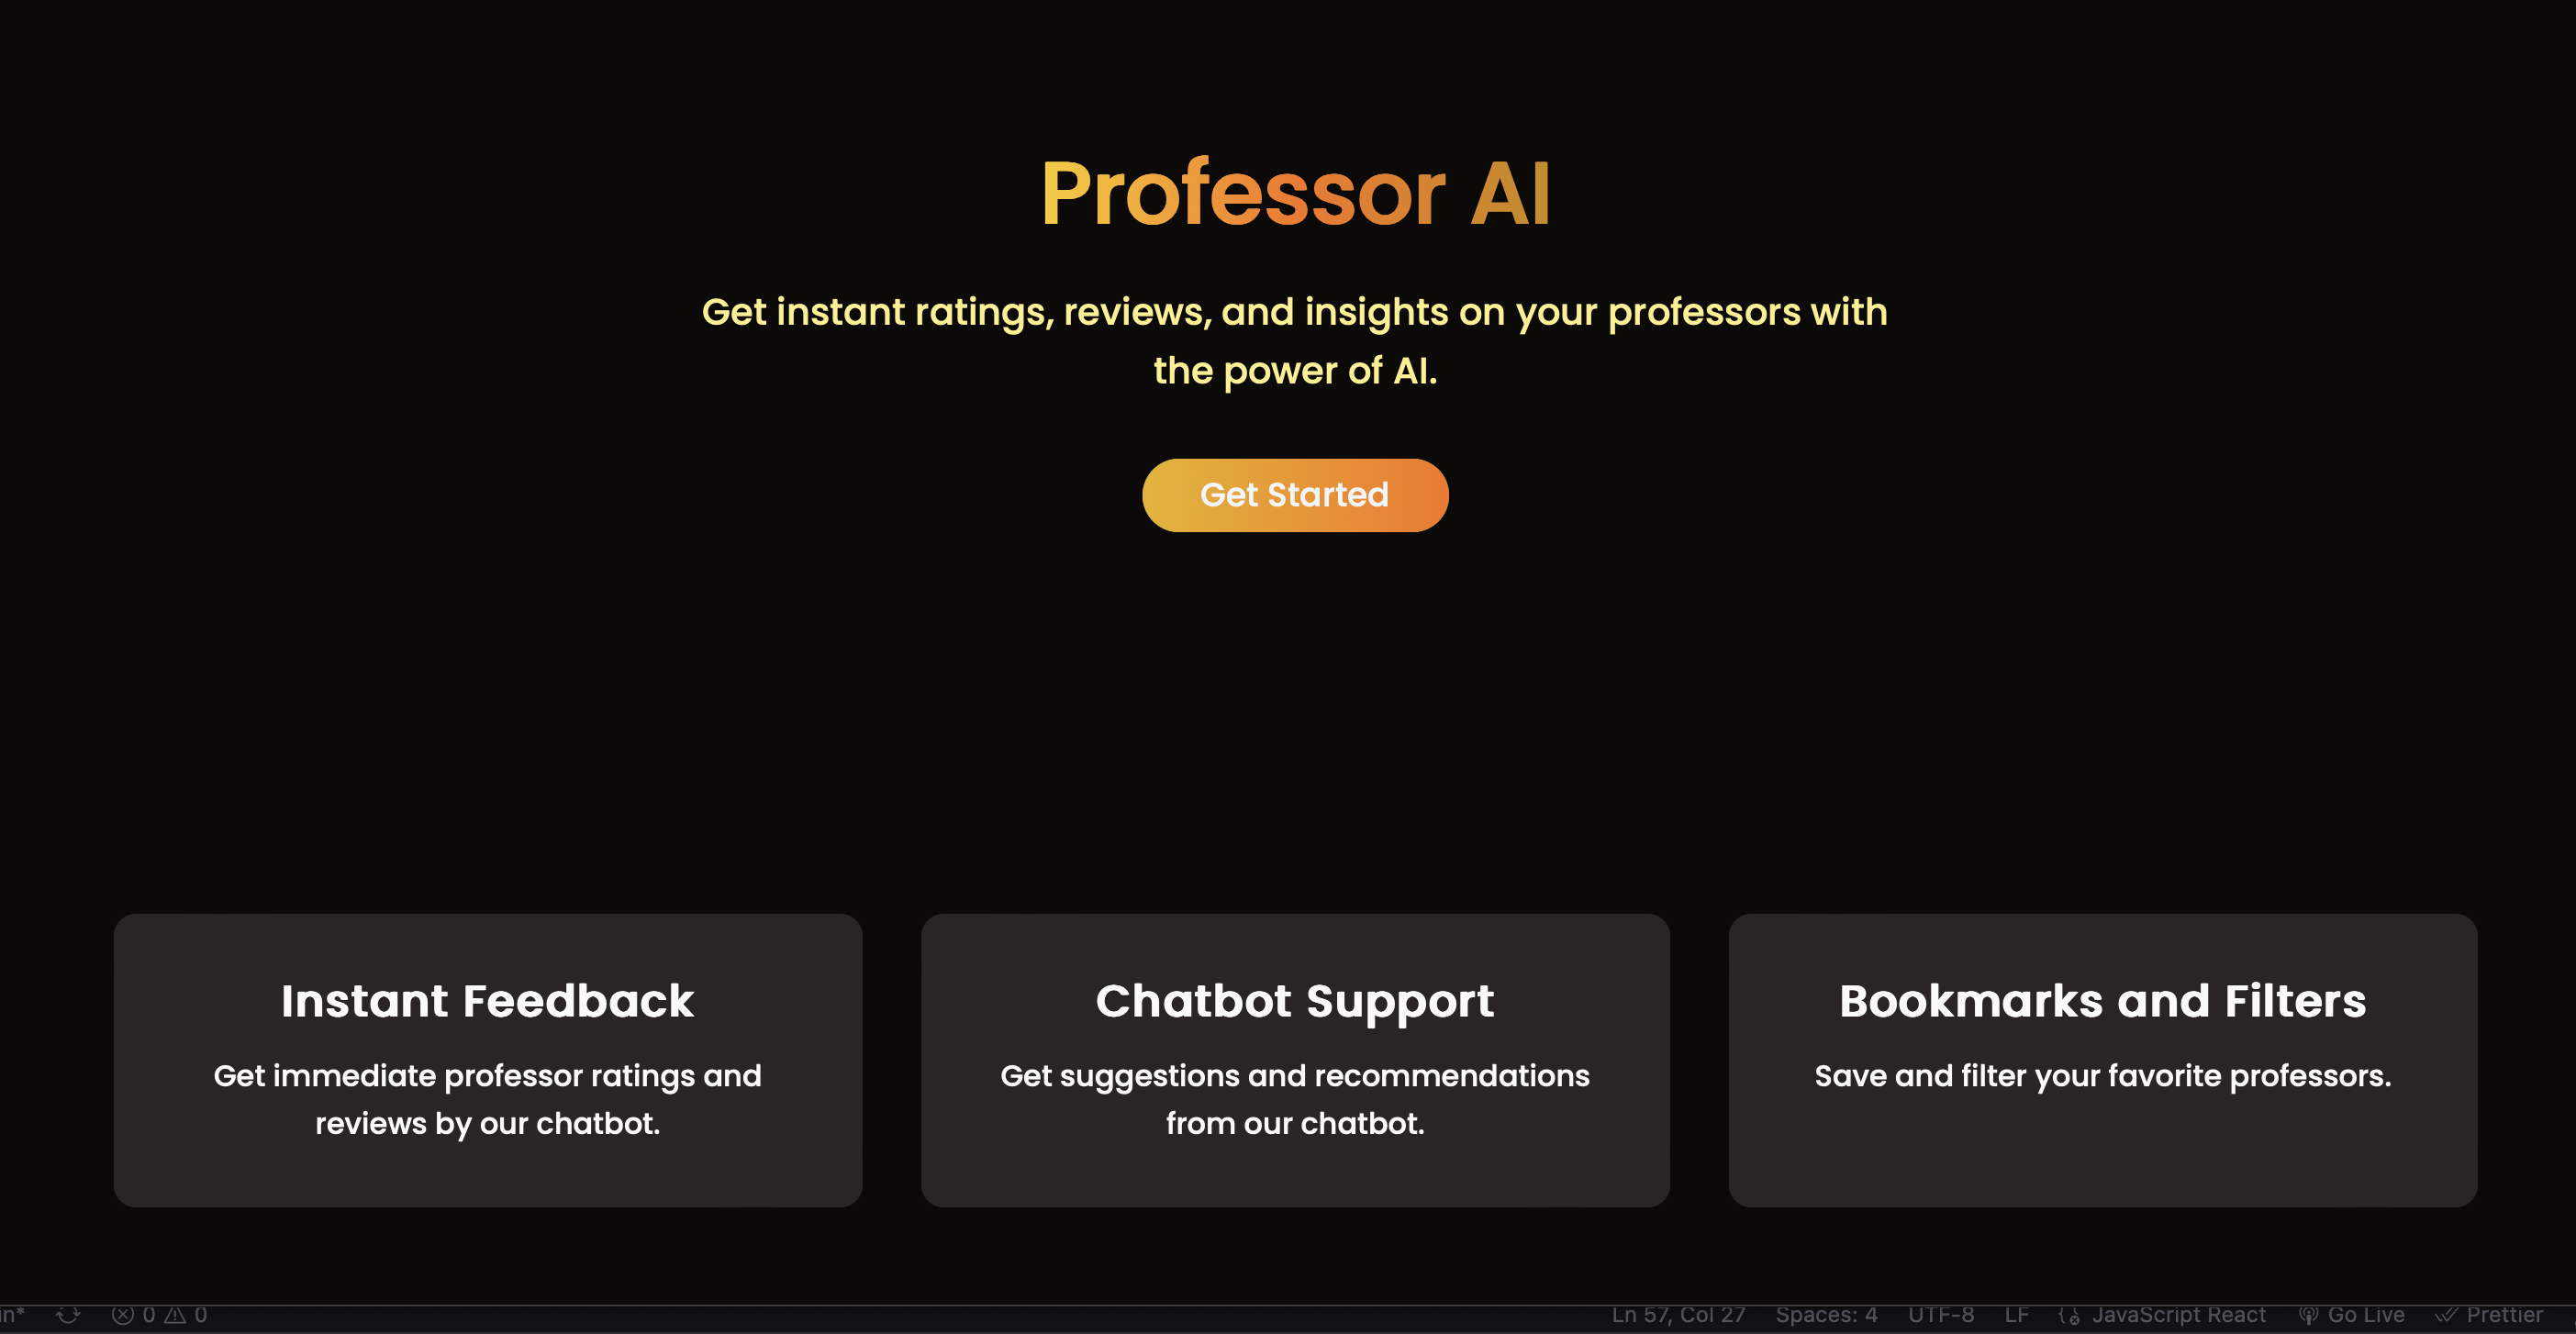 Professor AI
Get instant ratings, reviews, and insights on your professors with
the power of AI.
Get Started
Instant Feedback
Get immediate professor ratings and
reviews by our chatbot.
Chatbot Support
Get suggestions and recommendations
from our chatbot.
Bookmarks and Filters
Save and filter your favorite professors.
in* 0 0 Ln 57, Col 27 Spaces: 4 UTF-8 LF JavaScript React Go Live Prettier